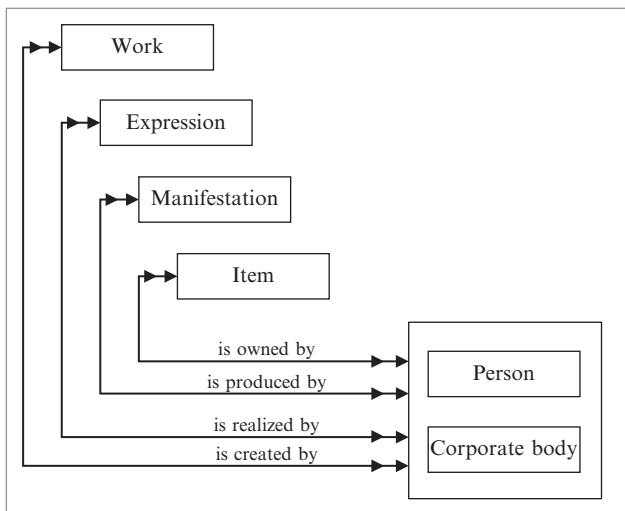 Work
Expression
Manifestation
Item
is owned by
Person
is produced by
is realized by
Corporate body
is created by